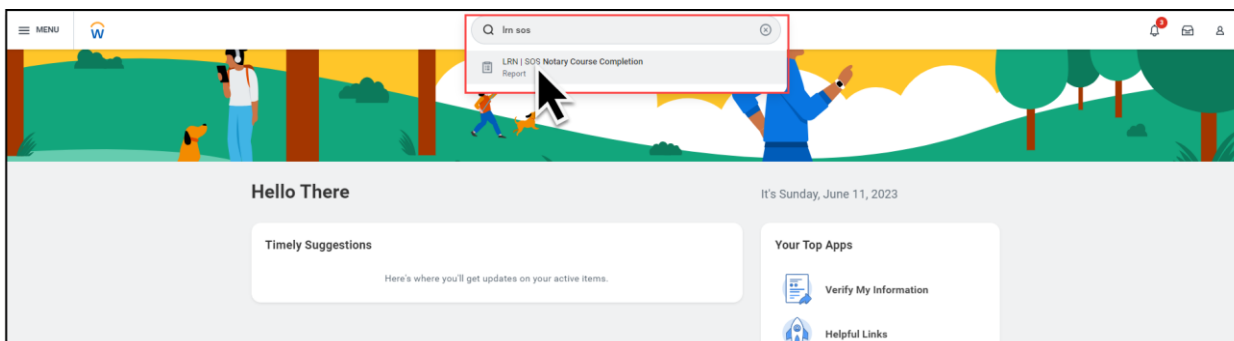 MENU
W
lrn sos
3
LRN | SOS Notary Course Completion
Report
Hello There
It's Sunday, June 11, 2023
Timely Suggestions
Here's where you'll get updates on your active items.
Your Top Apps
Verify My Information
Helpful Links